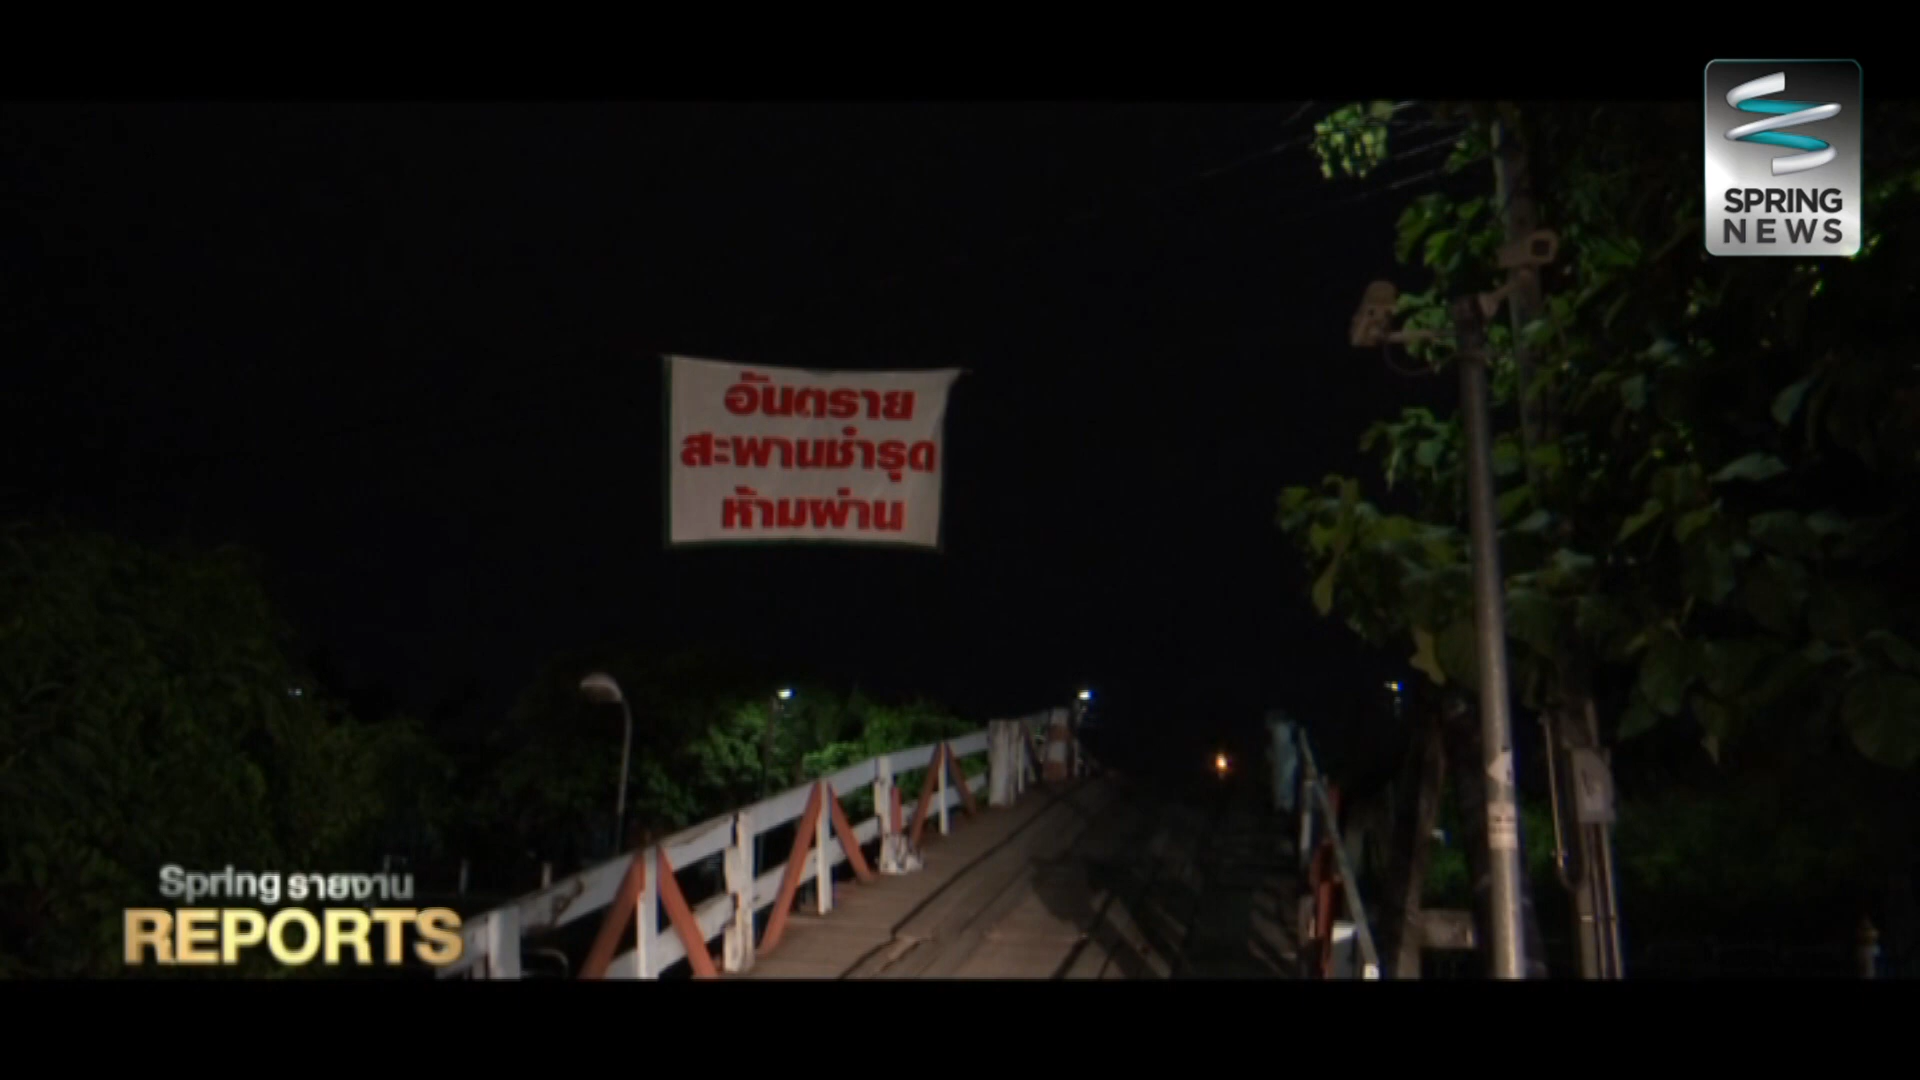 SPRING
NEWS
อันตราย
สะพานชำรุด
ห้ามผ่าน
Spring รายงาน
REPORTS